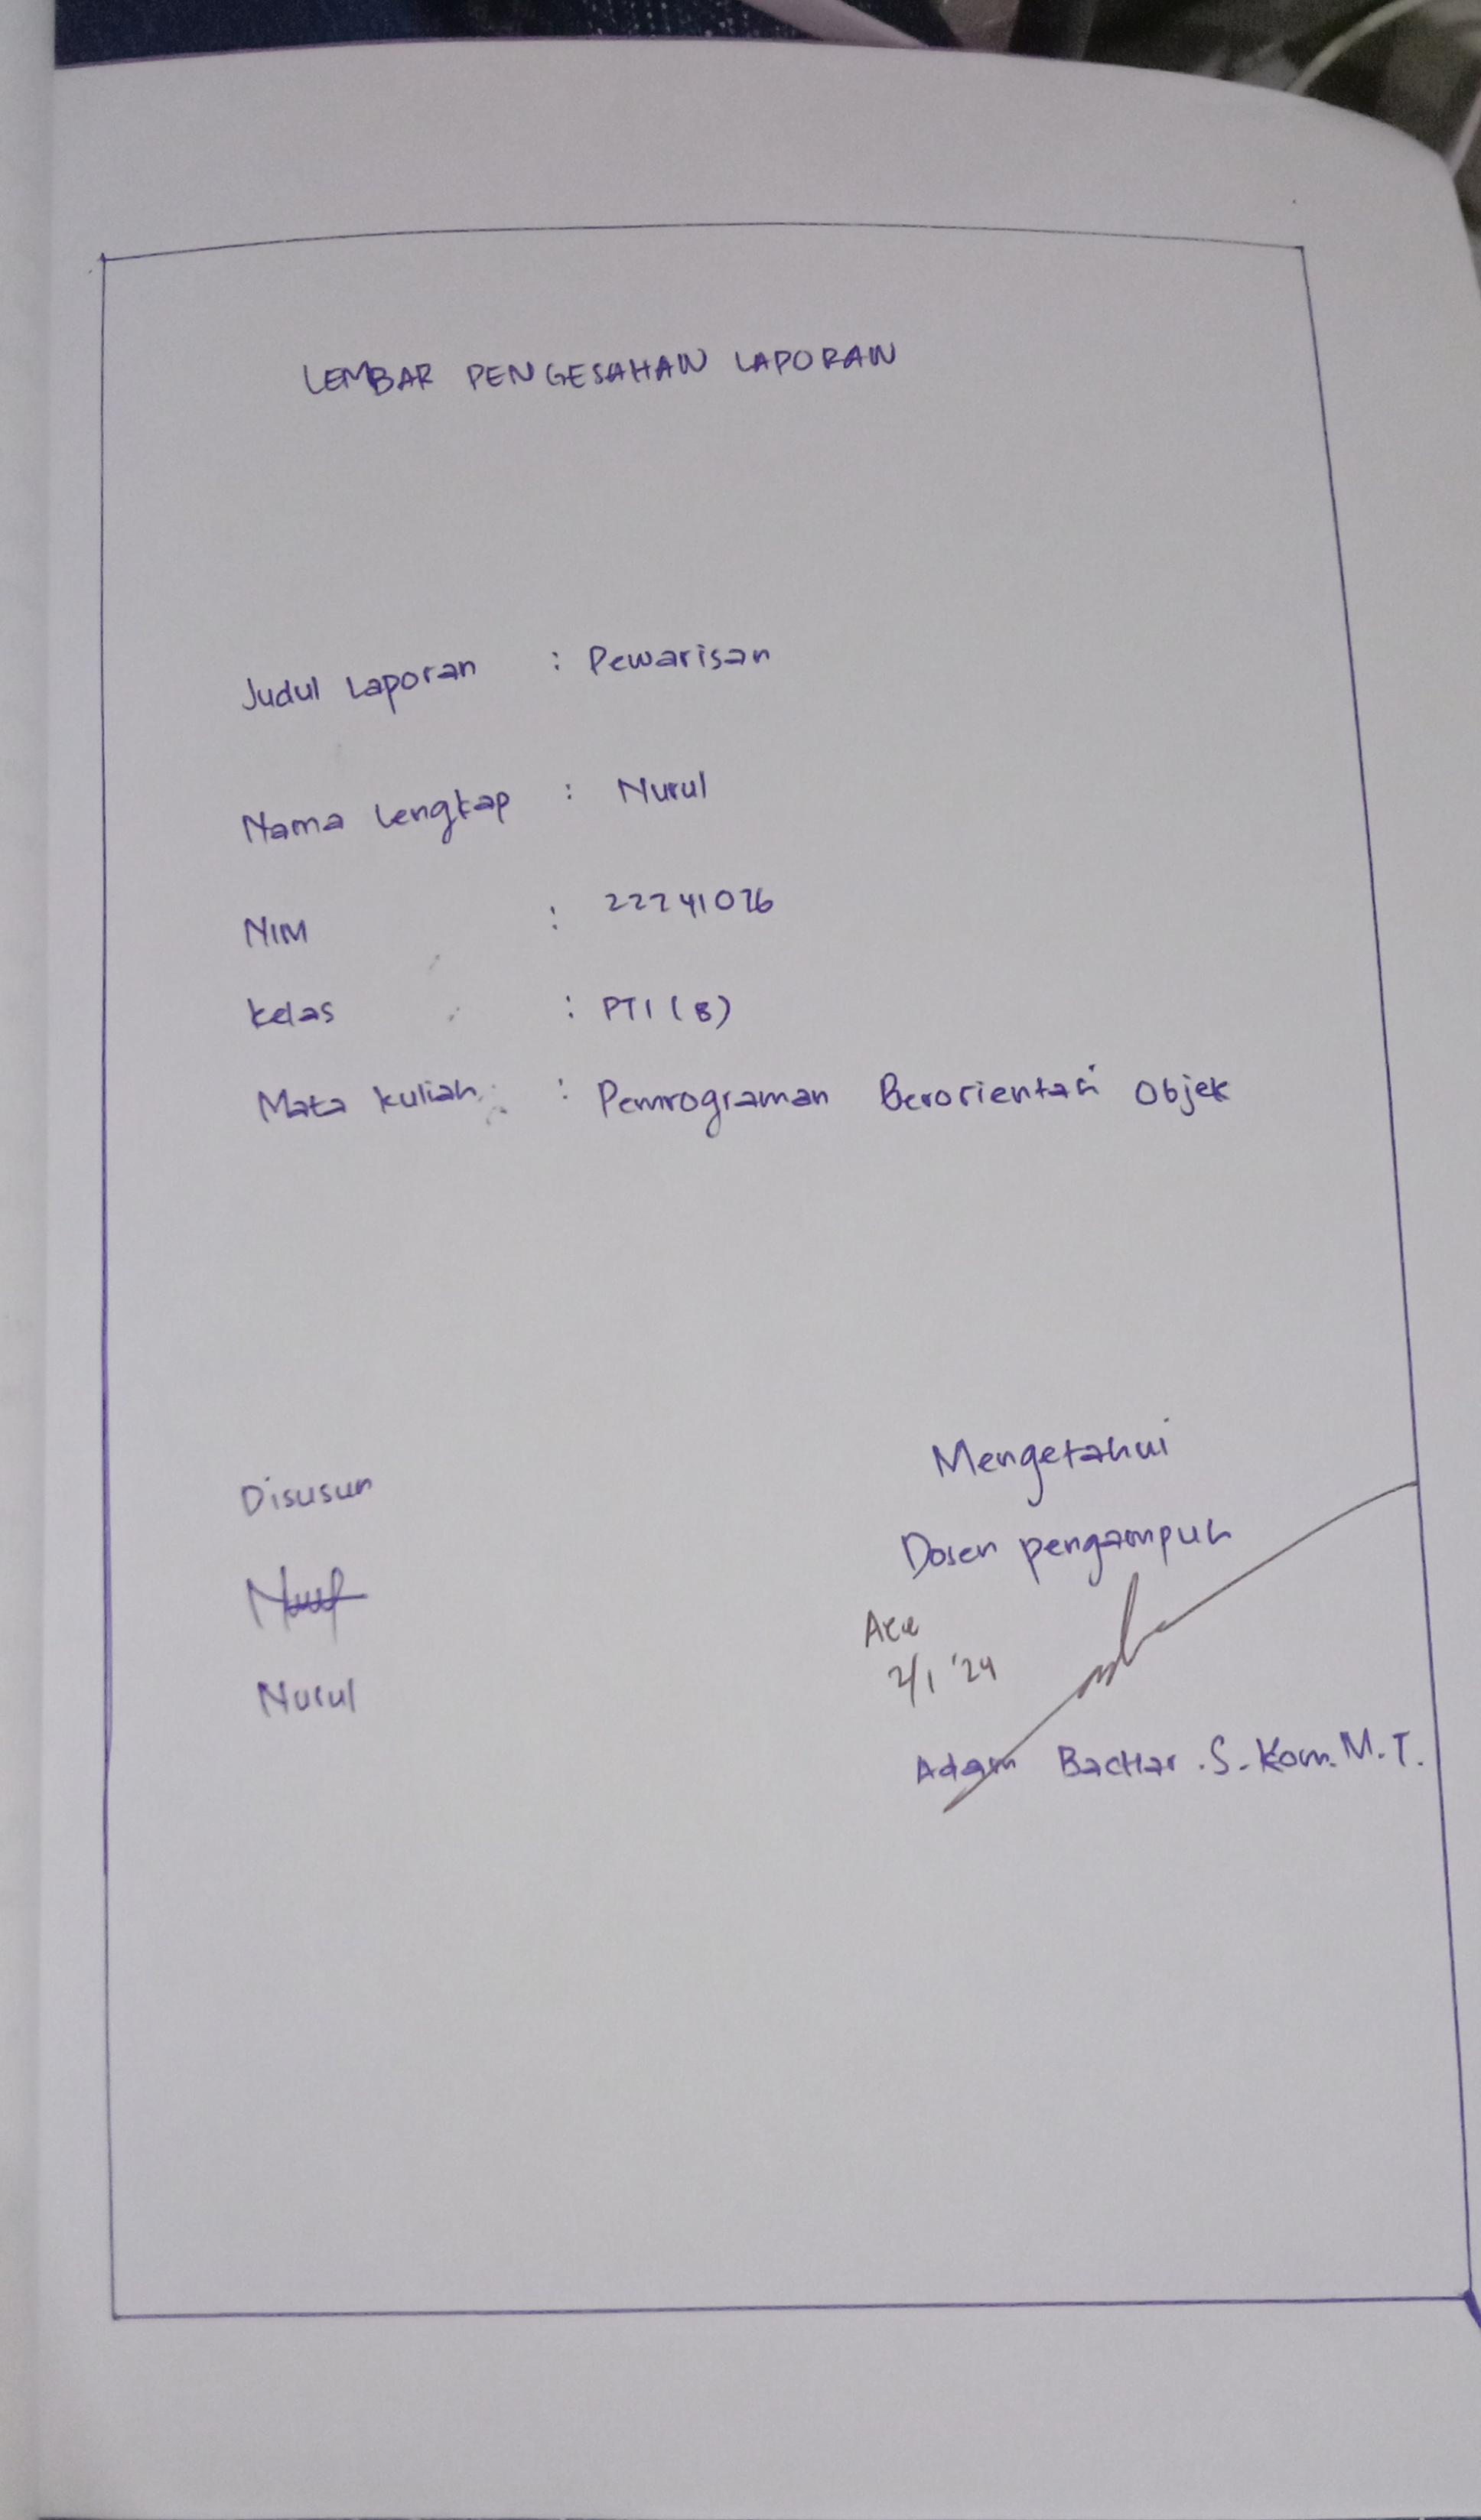 LEMBAR PENGESAHAN LAPORAN
Judul Laporan : Pewarisan
Nama Lengkap : Nurul
NIM : 22241026
Kelas : PTI (B)
Mata Kuliah : Pemrograman Berorientasi Objek
Mengetahui
Disusun
Dosen pengampuh
Acc
2/1 '24
Nurul
Adam Bachtar .S.Kom.M.T.